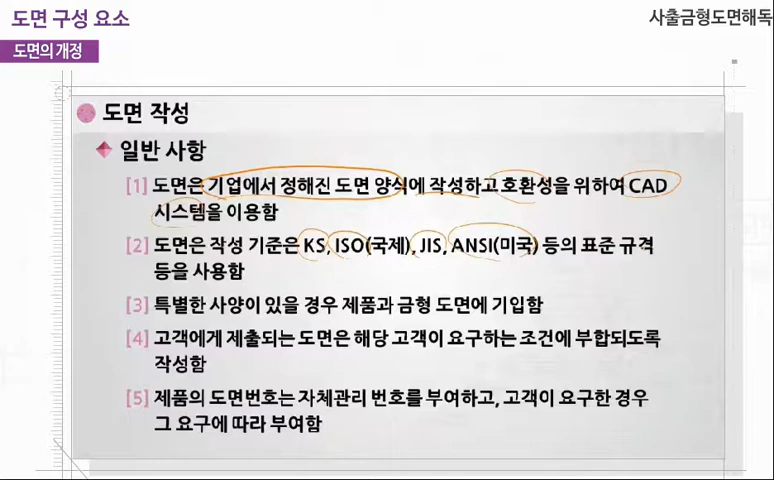 도면 구성 요소
사출금형도면해독
도면의 개정
도면 작성
일반 사항
[1] 도면은 기업에서 정해진 도면 양식에 작성하고 호환성을 위하여 CAD
시스템을 이용함
[2] 도면은 작성 기준은 KS, ISO(국제), JIS, ANSI(미국) 등의 표준 규격
등을 사용함
[3] 특별한 사양이 있을 경우 제품과 금형 도면에 기입함
[4] 고객에게 제출되는 도면은 해당 고객이 요구하는 조건에 부합되도록
작성함
[5] 제품의 도면번호는 자체관리 번호를 부여하고, 고객이 요구한 경우
그 요구에 따라 부여함